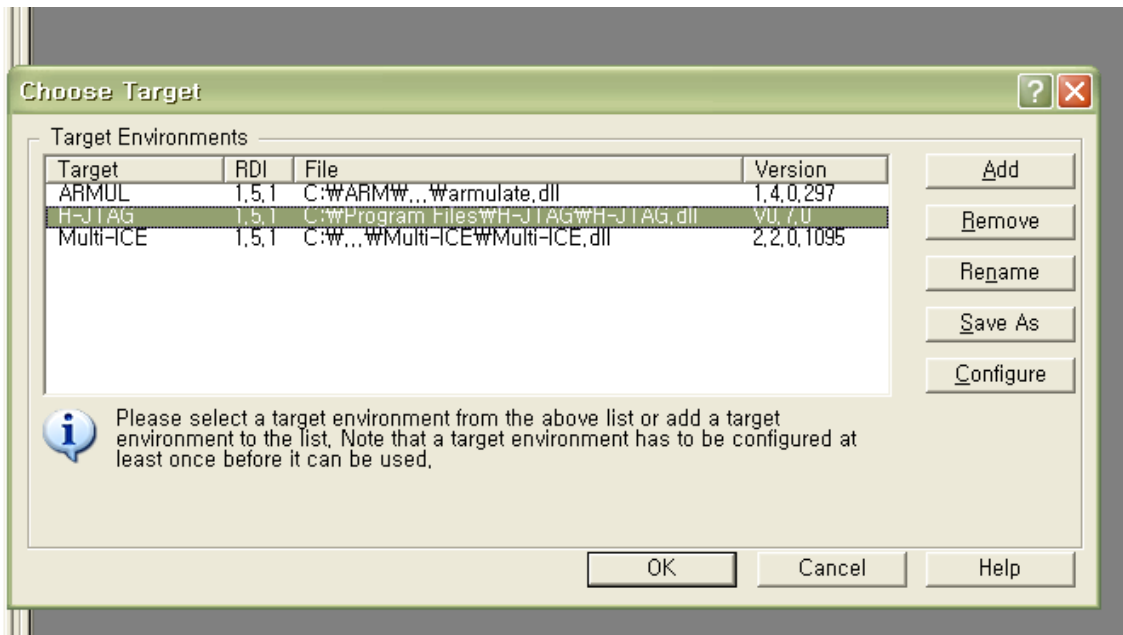 Choose Target
Target Environments
Target RDI File Version
ARMUL 1,5,1 C:₩ARM₩,,,₩armulate,dll 1,4,0,297
H-JTAG 1,5,1 C:₩Program Files₩H-JTAG₩H-JTAG,dll V0,7,0
Multi-ICE 1,5,1 C:₩,,,₩Multi-ICE₩Multi-ICE,dll 2,2,0,1095
Add
Remove
Rename
Save As
Configure
Please select a target environment from the above list or add a target
environment to the list, Note that a target environment has to be configured at
least once before it can be used,
OK Cancel Help